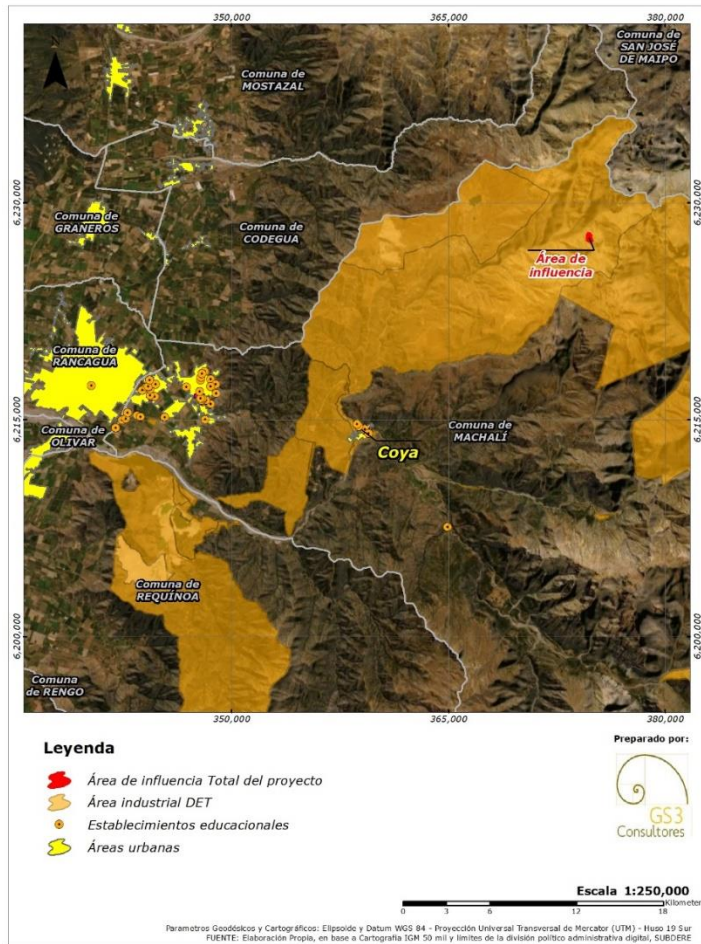 350,000
365,000
380,000
Comuna de
SAN JOSÉ
DE MAIPO
Comuna de
MOSTAZAL
6,230,000
6,230,000
Comuna de
GRANEROS
Comuna de
CODEGUA
Área de
influencia
Comuna de
RANCAGUA
6,215,000
6,215,000
Comuna de
OLIVAR
Comuna de
MACHALÍ
Coya
Comuna de
REQUÍNOA
6,200,000
6,200,000
Comuna
de RENGO
350,000
365,000
380,000
Leyenda
Área de influencia Total del proyecto
Área industrial DET
Establecimientos educacionales
Áreas urbanas
Preparado por:
GS3
Consultores
Escala 1:250,000
Kilometer
0 3 6 12 18
Parametros Geodésicos y Cartográficos: Elipsoide y Datum WGS 84 - Proyección Universal Transversal de Mercator (UTM) - Huso 19 Sur
FUENTE: Elaboración Propia, en base a Cartografía IGM 50 mil y límites de la división político administrativa digital, SUBDERE